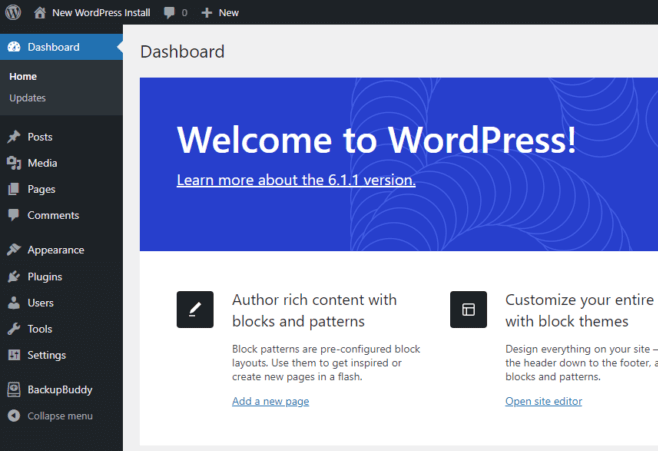 New WordPress Install 0 New
Dashboard
Home
Updates
Posts
Media
Pages
Comments
Appearance
Plugins
Users
Tools
Settings
BackupBuddy
Collapse menu
Dashboard
Welcome to WordPress!
Learn more about the 6.1.1 version.
Author rich content with
blocks and patterns
Block patterns are pre-configured block
layouts. Use them to get inspired or
create new pages in a flash.
Add a new page
Customize your entire
with block themes
Design everything on your site –
the header down to the footer, a
blocks and patterns.
Open site editor